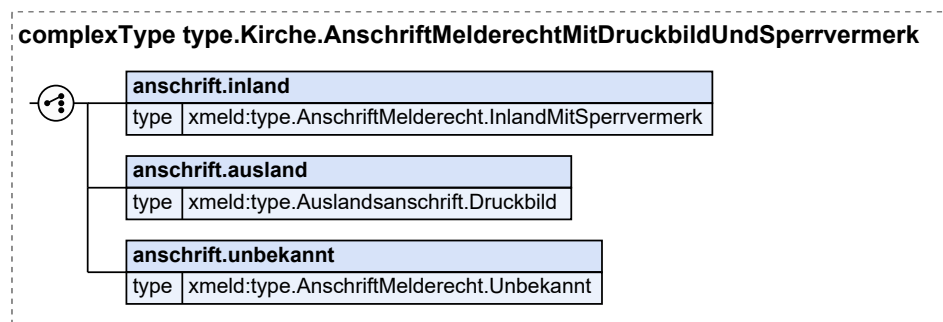 complexType type.Kirche.AnschriftMelderechtMitDruckbildUndSperrvermerk
anschrift.inland
type xmeld:type.AnschriftMelderecht.InlandMitSperrvermerk
anschrift.ausland
type xmeld:type.Auslandsanschrift.Druckbild
anschrift.unbekannt
type xmeld:type.AnschriftMelderecht.Unbekannt